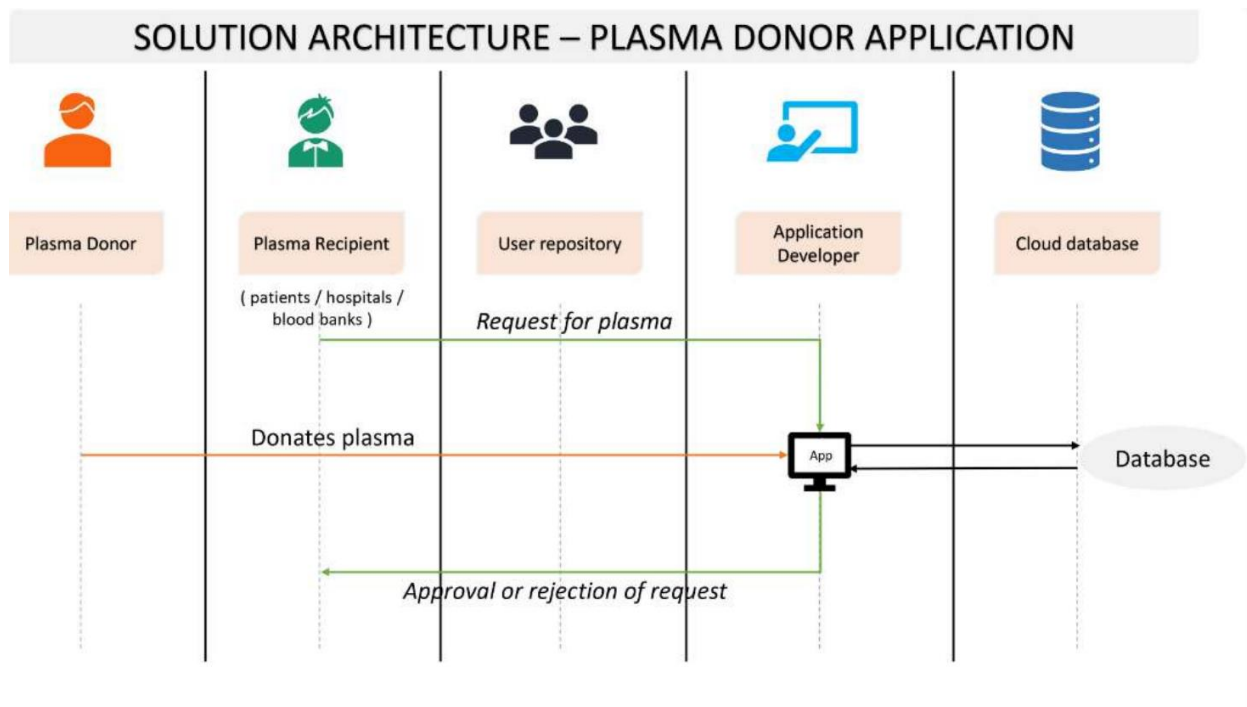 SOLUTION ARCHITECTURE – PLASMA DONOR APPLICATION
Plasma Donor
Plasma Recipient
User repository
Application
Developer
Cloud database
( patients / hospitals /
blood banks )
Request for plasma
Donates plasma
App
Database
Approval or rejection of request